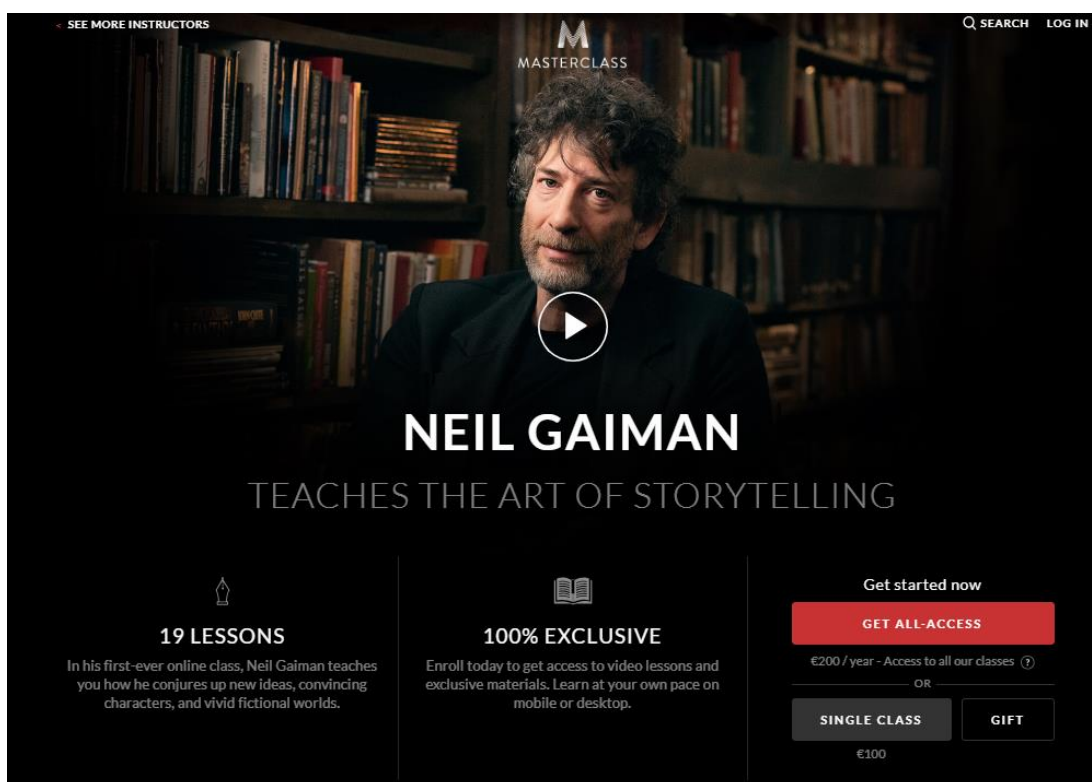 < SEE MORE INSTRUCTORS
MASTERCLASS
SEARCH LOG IN
NEIL GAIMAN
TEACHES THE ART OF STORYTELLING
19 LESSONS
In his first-ever online class, Neil Gaiman teaches
you how he conjures up new ideas, convincing
characters, and vivid fictional worlds.
100% EXCLUSIVE
Enroll today to get access to video lessons and
exclusive materials. Learn at your own pace on
mobile or desktop.
Get started now
GET ALL-ACCESS
€200 / year - Access to all our classes ?
OR
SINGLE CLASS GIFT
€100